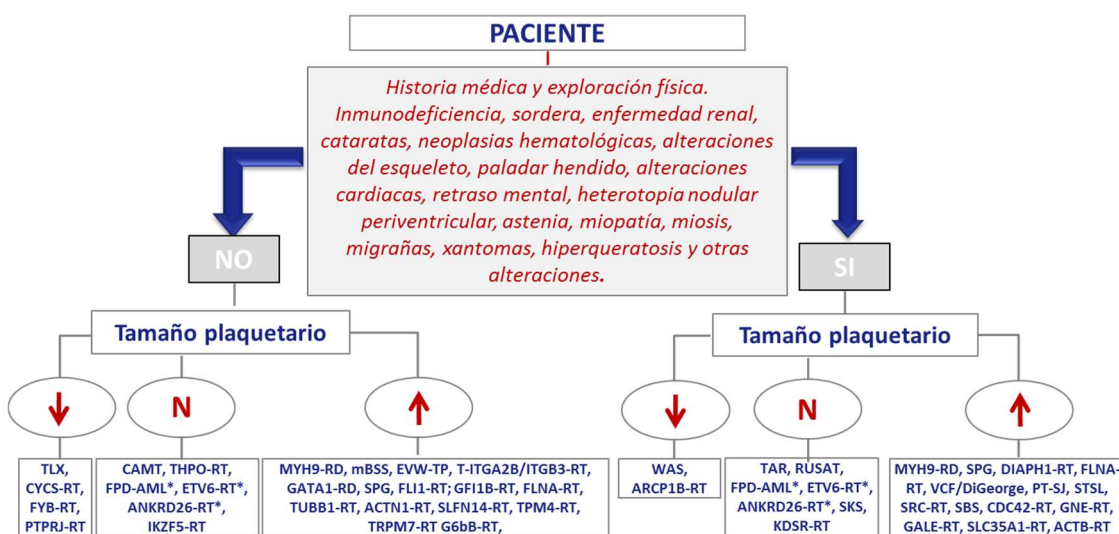 PACIENTE
Historia médica y exploración física.
Inmunodeficiencia, sordera, enfermedad renal,
cataratas, neoplasias hematológicas, alteraciones
del esqueleto, paladar hendido, alteraciones
cardiacas, retraso mental, heterotopia nodular
periventricular, astenia, miopatía, miosis,
migrañas, xantomas, hiperqueratosis y otras
alteraciones.
NO
SI
Tamaño plaquetario
Tamaño plaquetario
N
N
TLX,
CYCS-RT,
FYB-RT,
PTPRJ-RT
CAMT, THPO-RT,
FPD-AML*, ETV6-RT*,
ANKRD26-RT*,
IKZF5-RT
MYH9-RD, mBSS, EVW-TP, T-ITGA2B/ITGB3-RT,
GATA1-RD, SPG, FLI1-RT; GFI1B-RT, FLNA-RT,
TUBB1-RT, ACTN1-RT, SLFN14-RT, TPM4-RT,
TRPM7-RT G6bB-RT,
WAS,
ARCP1B-RT
TAR, RUSAT,
FPD-AML*, ETV6-RT*,
ANKRD26-RT*, SKS,
KDSR-RT
MYH9-RD, SPG, DIAPH1-RT, FLNA-
RT, VCF/DiGeorge, PT-SJ, STSL,
SRC-RT, SBS, CDC42-RT, GNE-RT,
GALE-RT, SLC35A1-RT, ACTB-RT